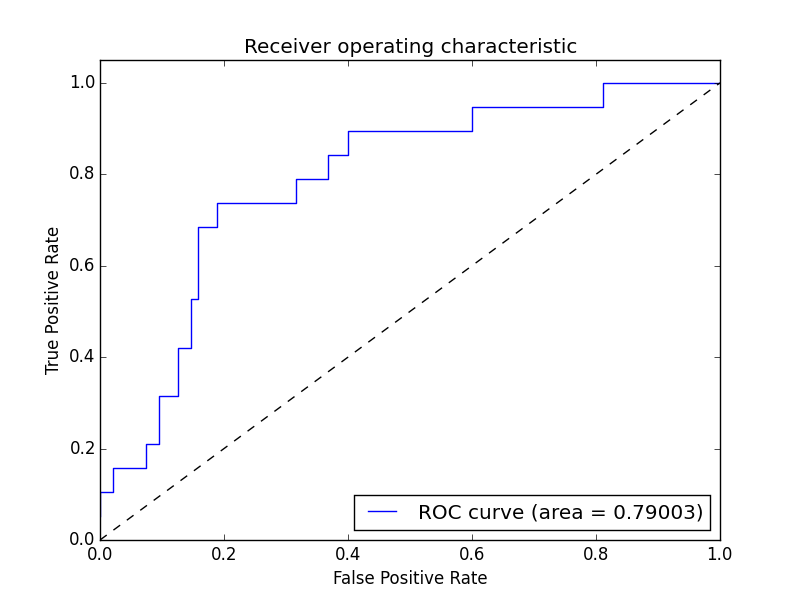 Receiver operating characteristic
1.0
0.8
0.6
0.4
0.2
0.0
True Positive Rate
ROC curve (area = 0.79003)
0.0 0.2 0.4 0.6 0.8 1.0
False Positive Rate